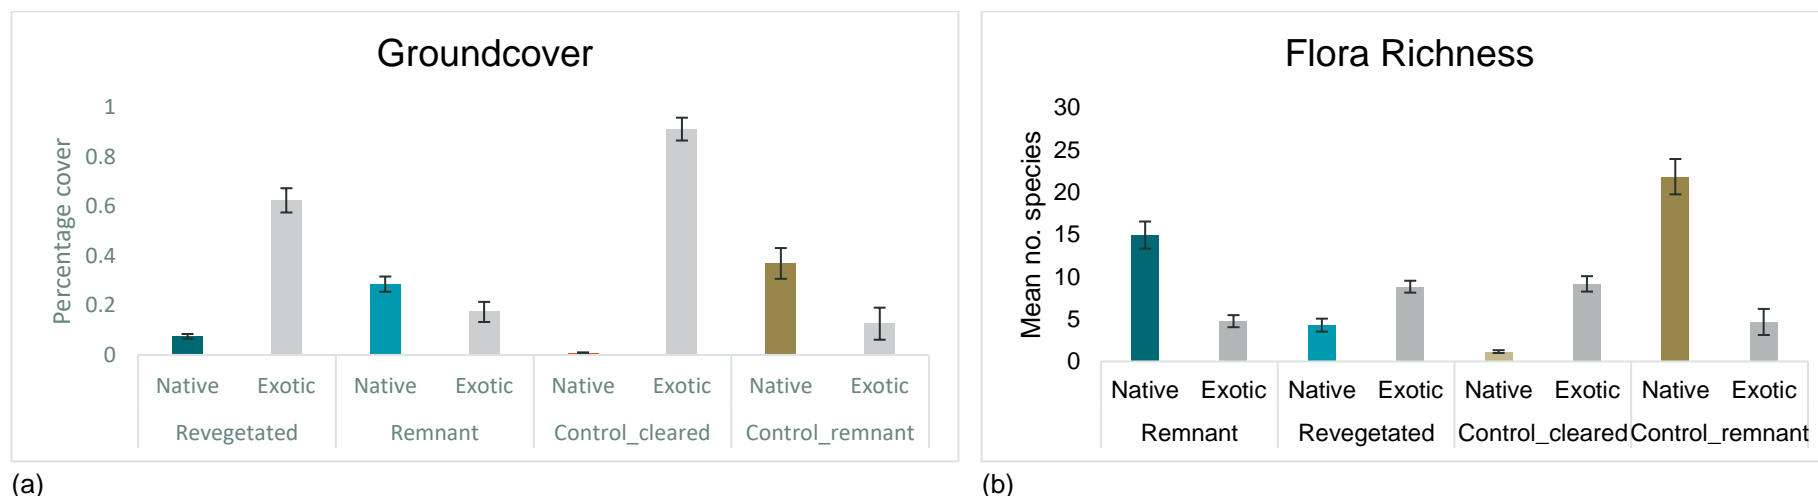 Groundcover
Percentage cover
1
0.8
0.6
0.4
0.2
0
Native Exotic Native Exotic Native Exotic Native Exotic
Revegetated Remnant Control_cleared Control_remnant
(a)
Flora Richness
Mean no. species
30
25
20
15
10
5
0
Native Exotic Native Exotic Native Exotic Native Exotic
Remnant Revegetated Control_cleared Control_remnant
(b)